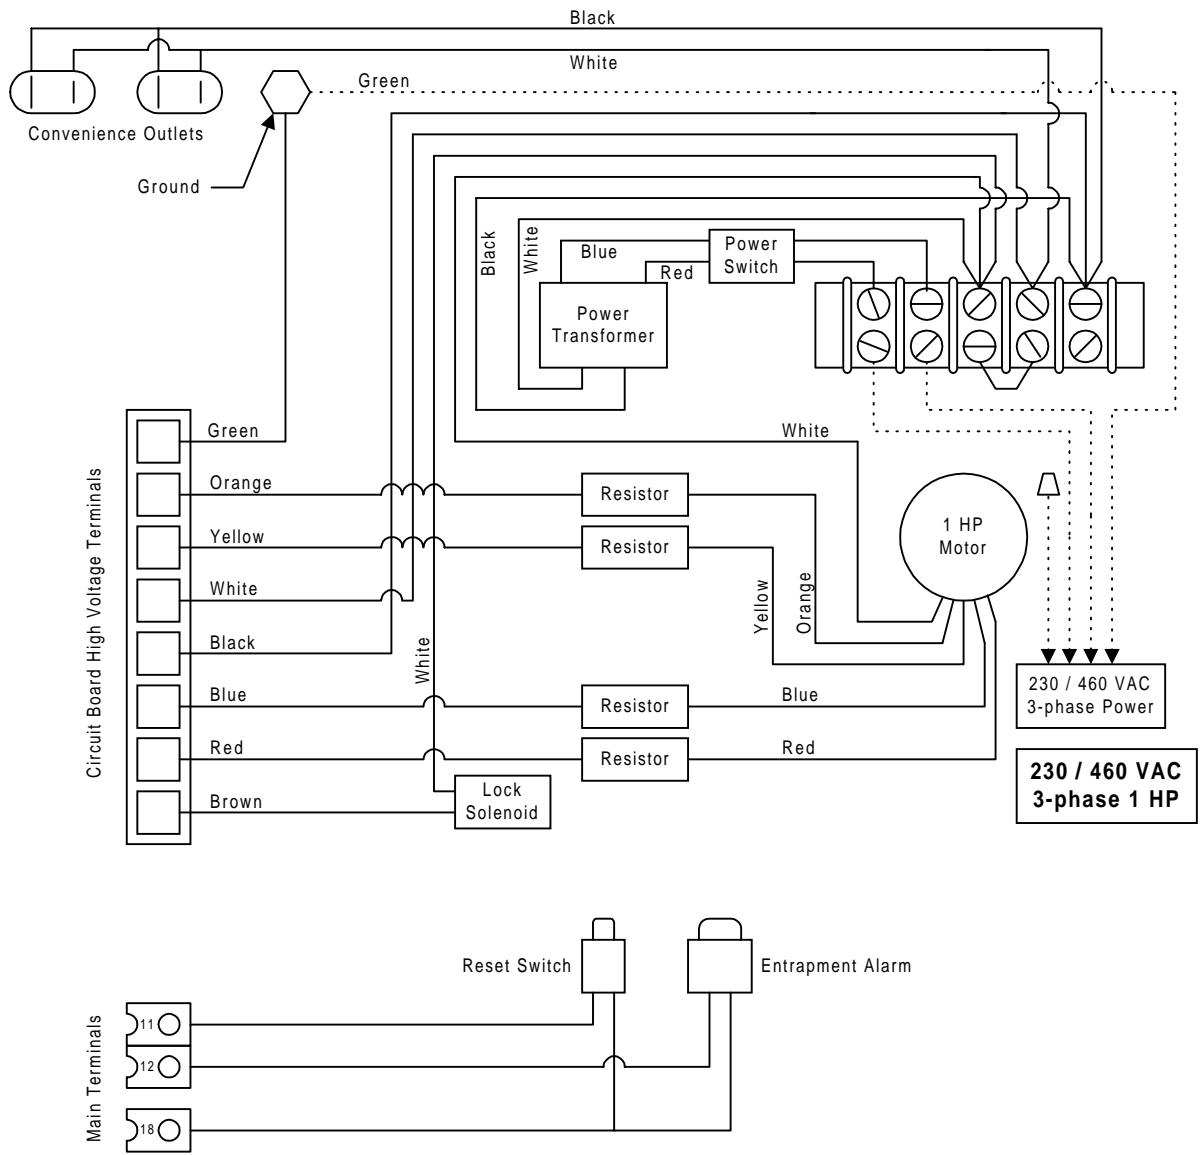 Black
White
Green
Convenience Outlets
Ground
Black
White
Blue
Red
Power
Switch
Power
Transformer
Circuit Board High Voltage Terminals
Green
Orange
Yellow
White
Black
Blue
Red
Brown
White
Resistor
Resistor
Resistor
Resistor
Lock
Solenoid
White
Yellow
Orange
Blue
Red
1 HP
Motor
230 / 460 VAC
3-phase Power
230 / 460 VAC
3-phase 1 HP
Reset Switch
Entrapment Alarm
Main Terminals
11
12
18